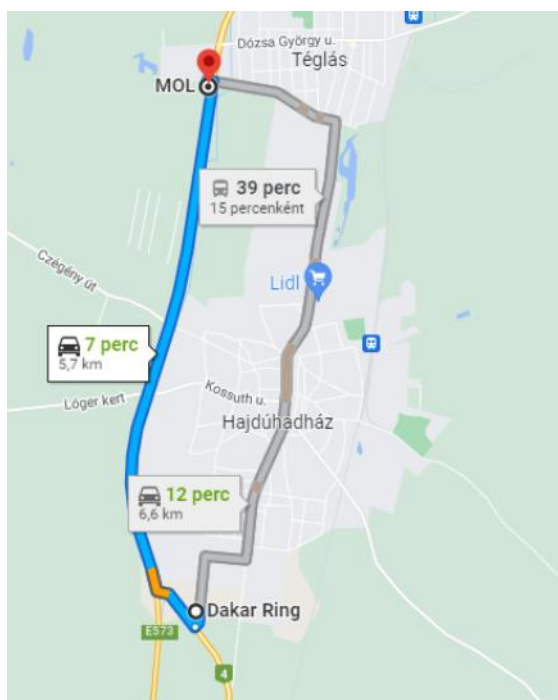 Dózsa György u.
Téglás
MOL
39 perc
15 percenként
Czégény út
Lidl
7 perc
5,7 km
Lóger kert
Kossuth u.
Hajdúhadház
12 perc
6,6 km
Dakar Ring
E573
4